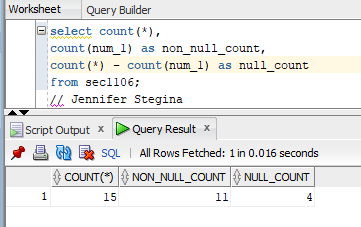 Worksheet Query Builder
select count(*),
count(num_1) as non_null_count,
count(*) - count(num_1) as null_count
from sec1106;
// Jennifer Stegina
Script Output x Query Result x
SQL | All Rows Fetched: 1 in 0.016 seconds
COUNT(*) NON_NULL_COUNT NULL_COUNT
1 15 11 4